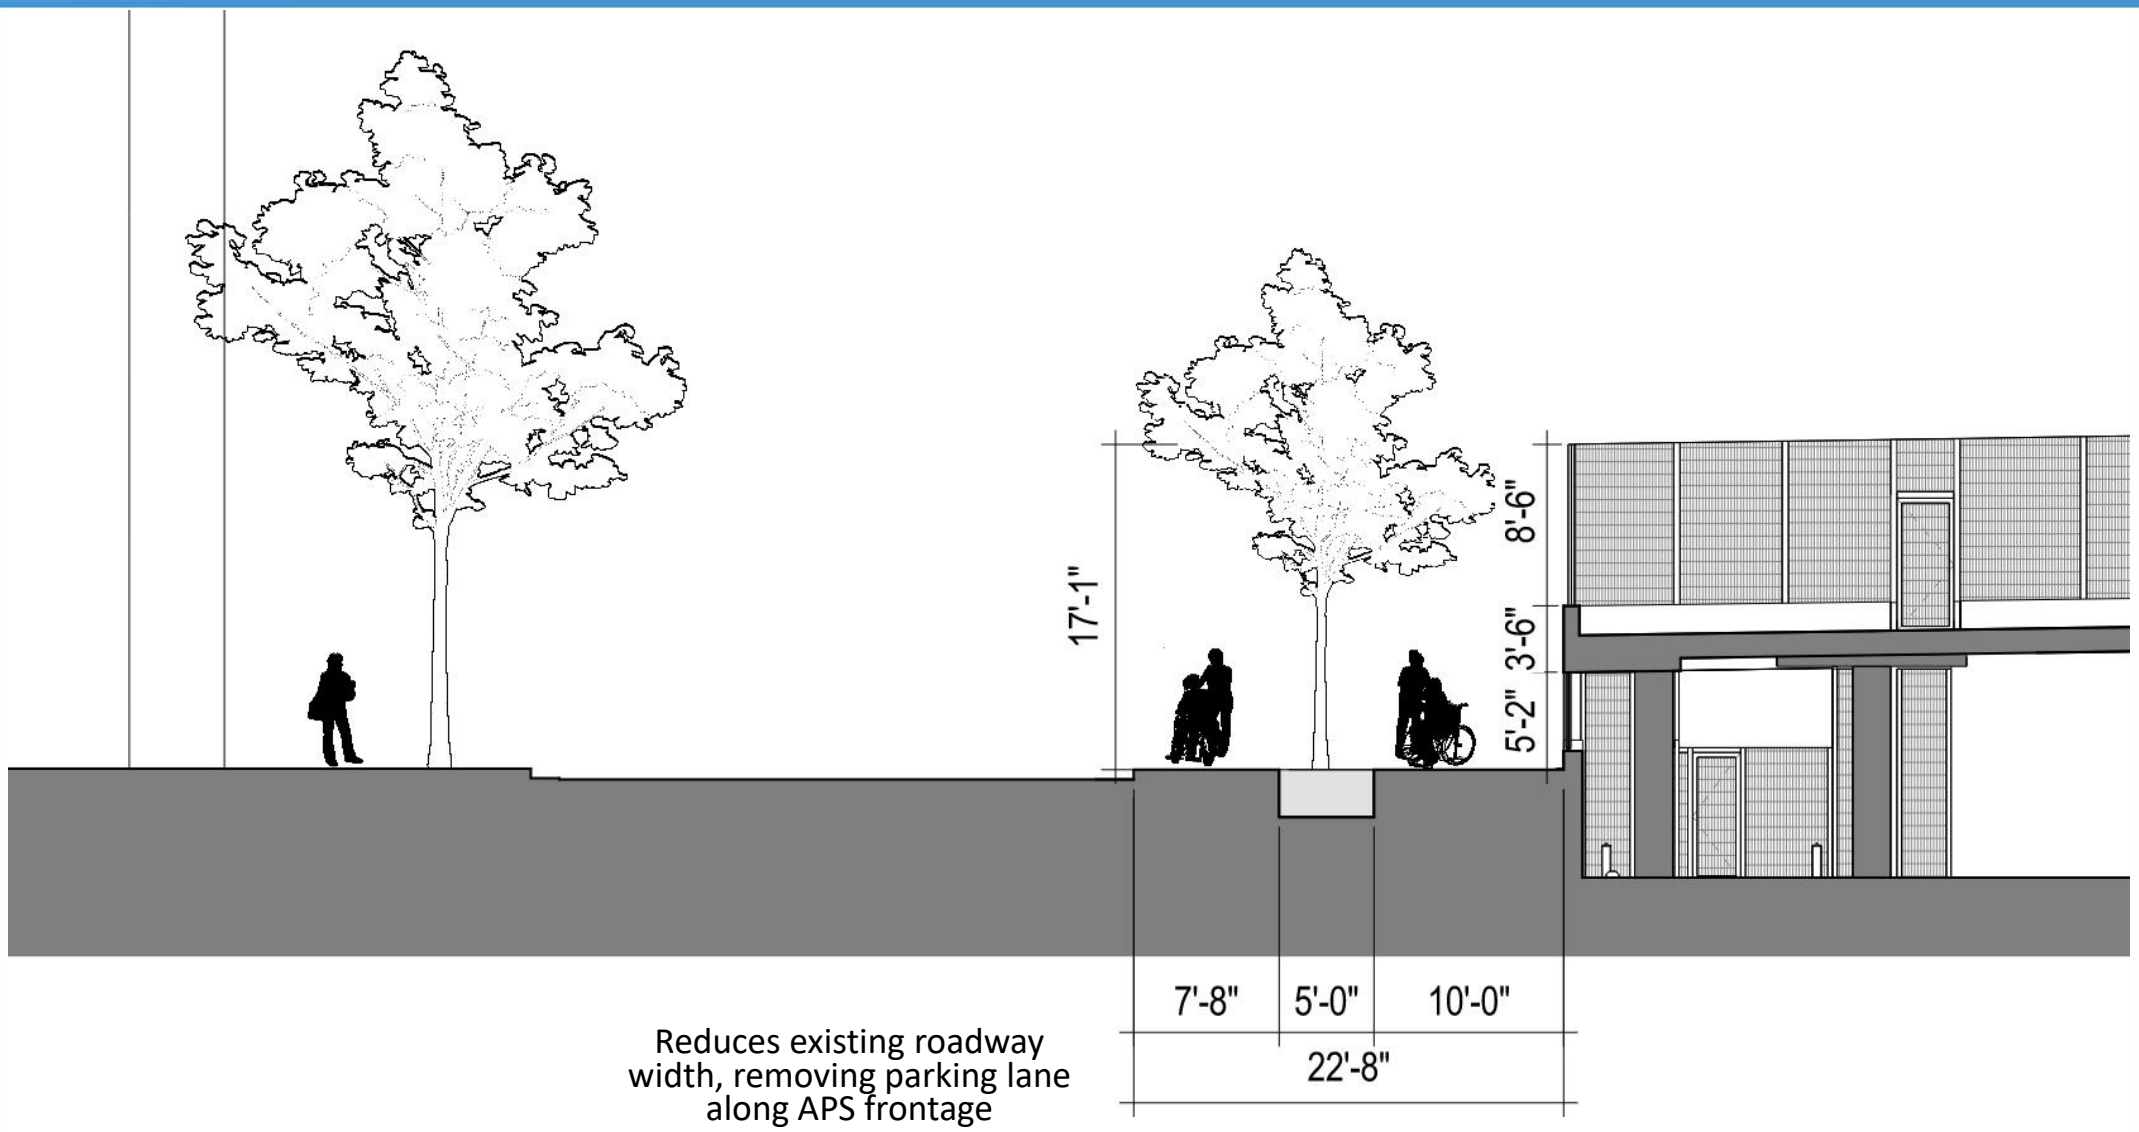 8'-6"
17'-1"
3'-6"
5'-2"
7'-8" 5'-0" 10'-0"
22'-8"
Reduces existing roadway
width, removing parking lane
along APS frontage